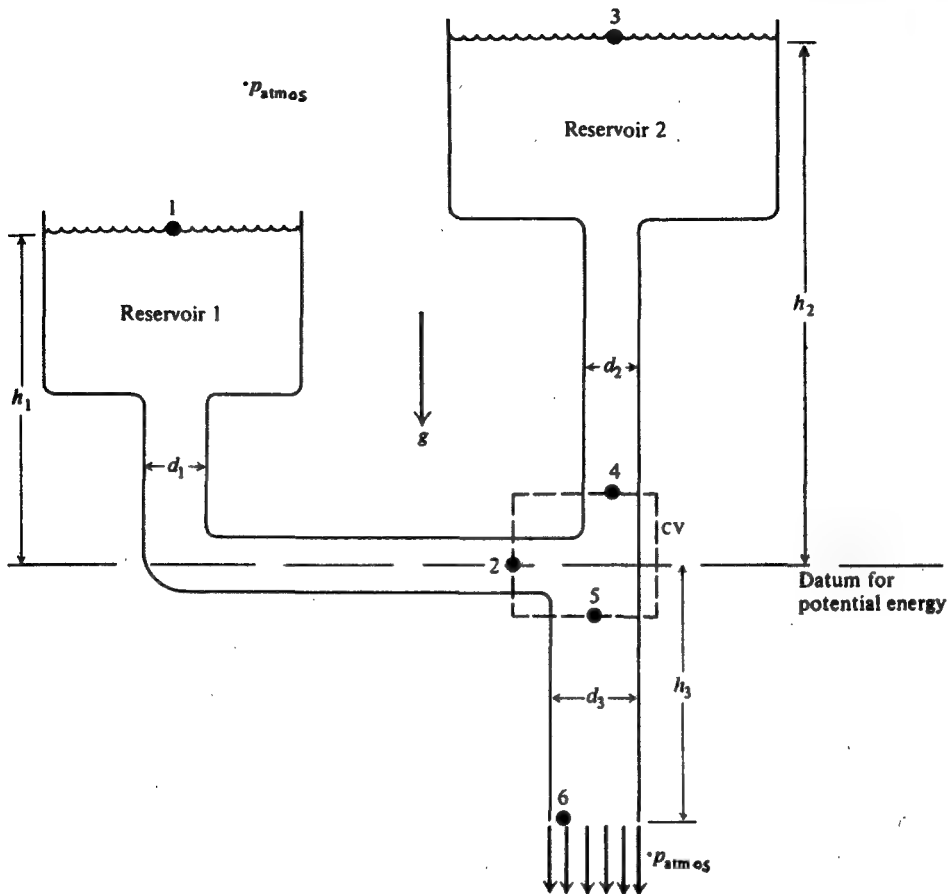 3
·p_atmos
Reservoir 2
1
Reservoir 1
h_2
h_1
d_2
g
d_1
4
CV
2
Datum for
potential energy
5
d_3
h_3
6
·p_atmos